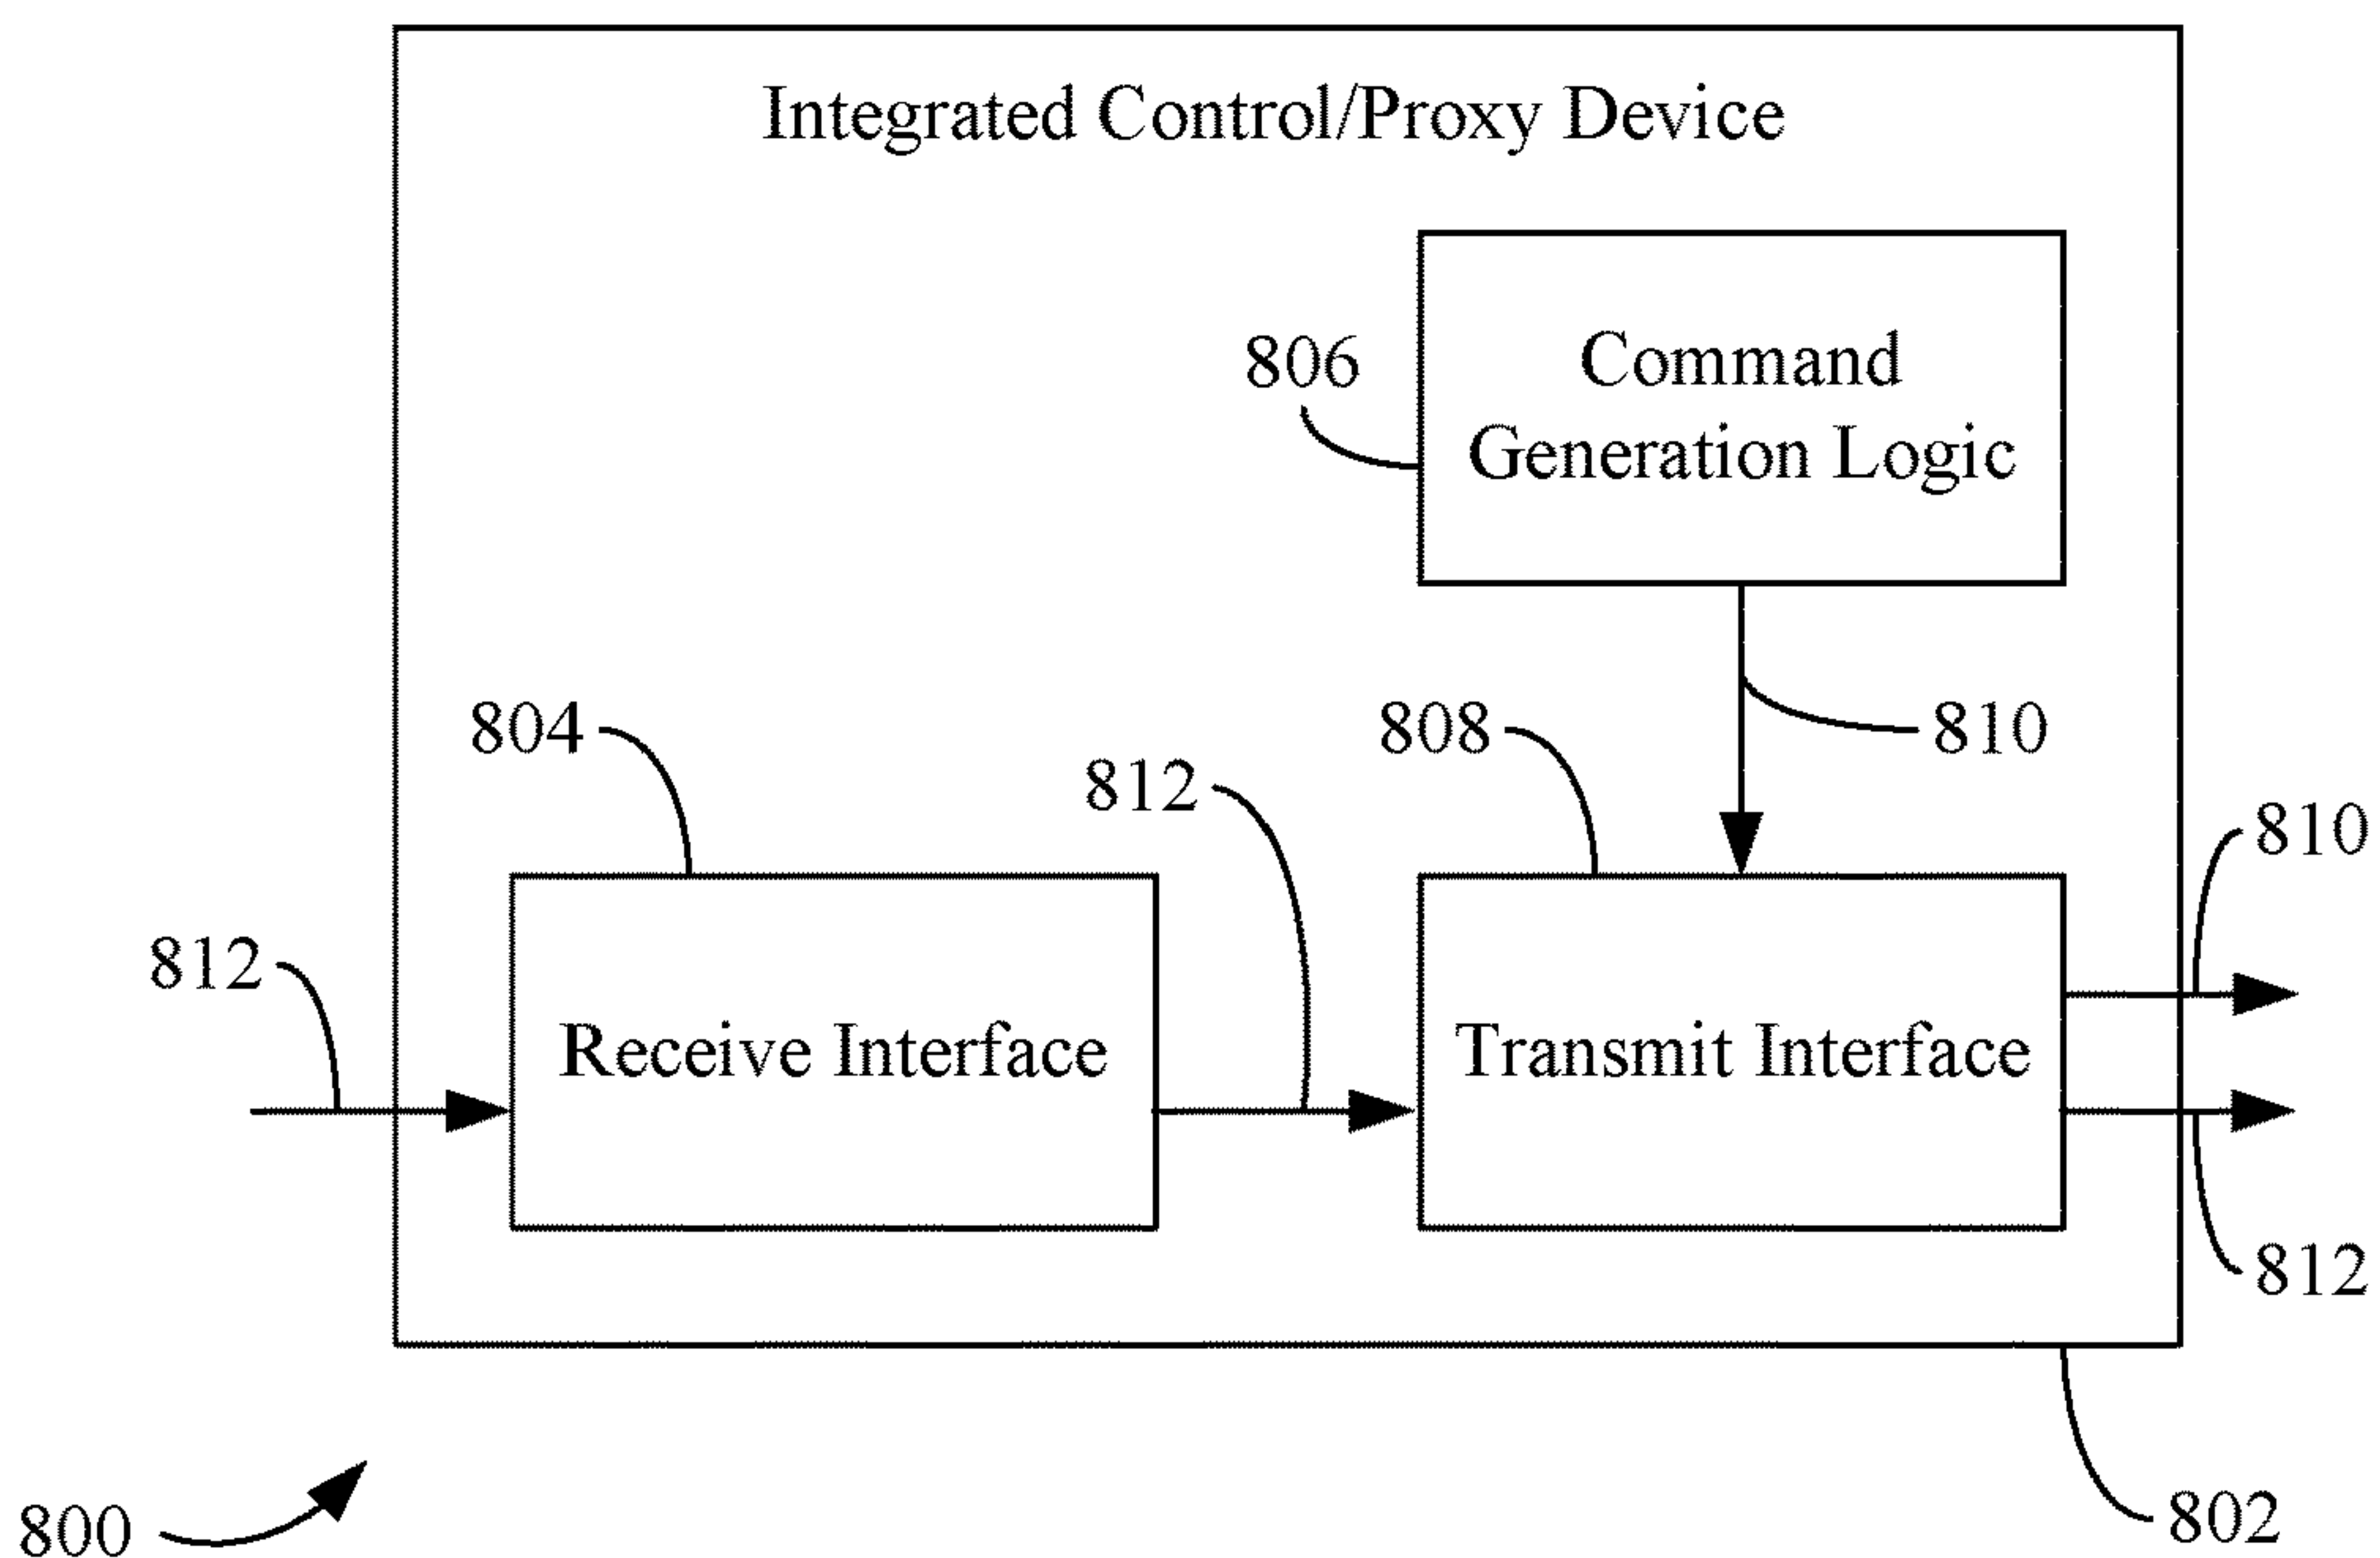 Integrated Control/Proxy Device
806
Command
Generation Logic
804
812
808
810
810
812
Receive Interface
Transmit Interface
812
800
802